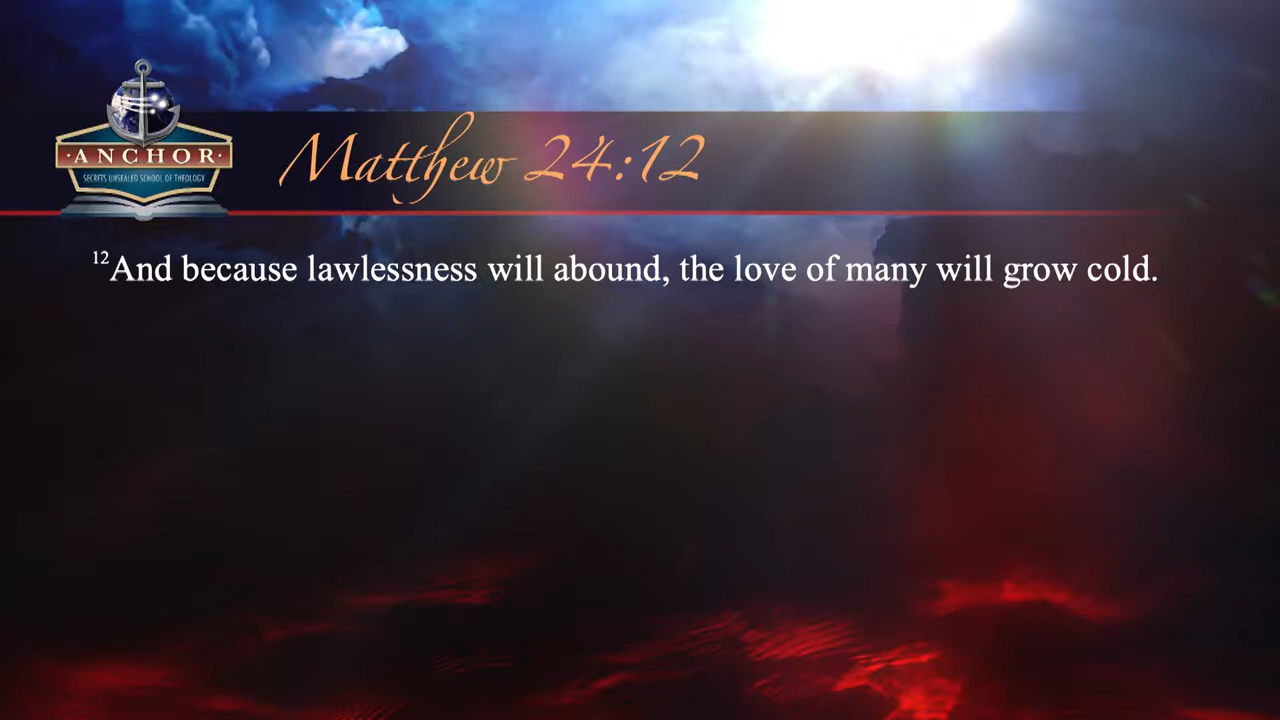 ·ANCHOR·
SECRETS UNSEALED SCHOOL OF THEOLOGY
Matthew 24:12
12And because lawlessness will abound, the love of many will grow cold.